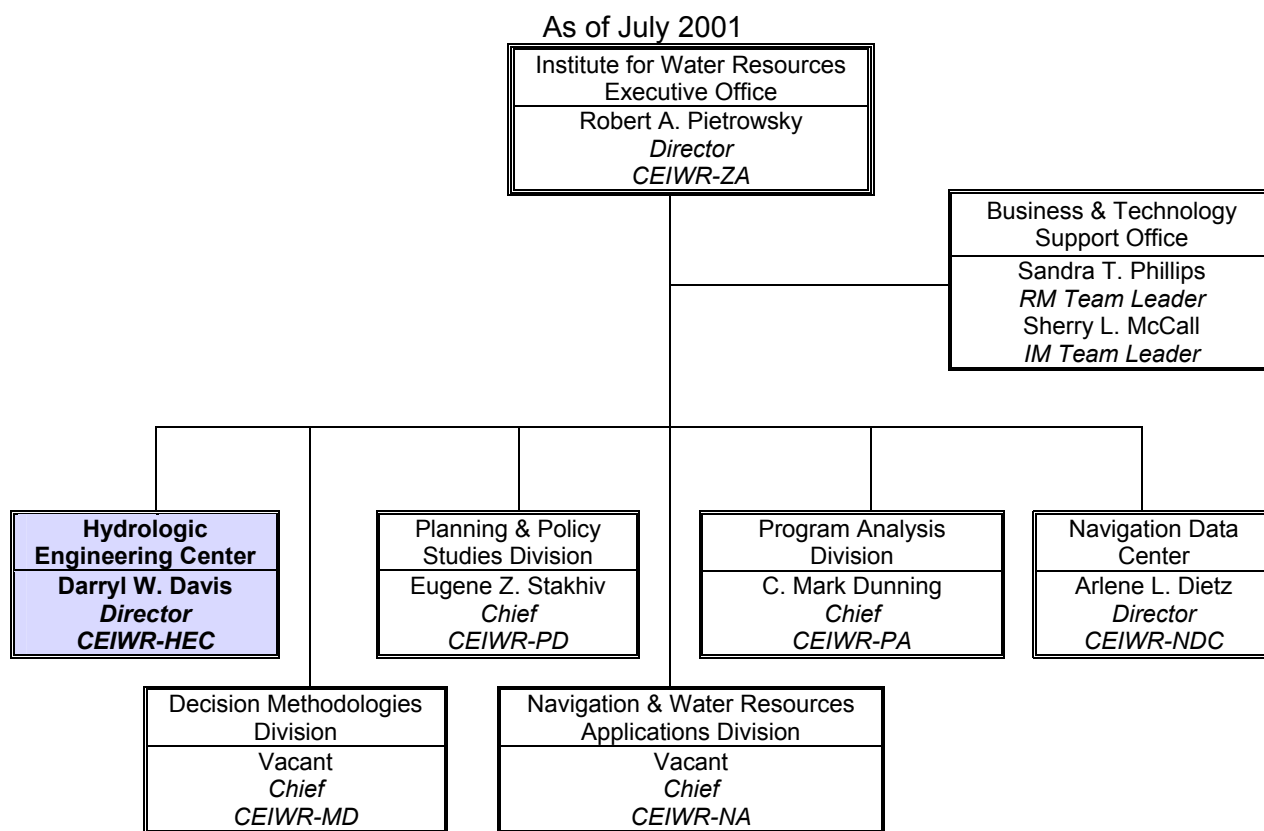 As of July 2001
Institute for Water Resources
Executive Office
Robert A. Pietrowsky
Director
CEIWR-ZA
Business & Technology
Support Office
Sandra T. Phillips
RM Team Leader
Sherry L. McCall
IM Team Leader
Hydrologic
Engineering Center
Darryl W. Davis
Director
CEIWR-HEC
Planning & Policy
Studies Division
Eugene Z. Stakhiv
Chief
CEIWR-PD
Program Analysis
Division
C. Mark Dunning
Chief
CEIWR-PA
Navigation Data
Center
Arlene L. Dietz
Director
CEIWR-NDC
Decision Methodologies
Division
Vacant
Chief
CEIWR-MD
Navigation & Water Resources
Applications Division
Vacant
Chief
CEIWR-NA